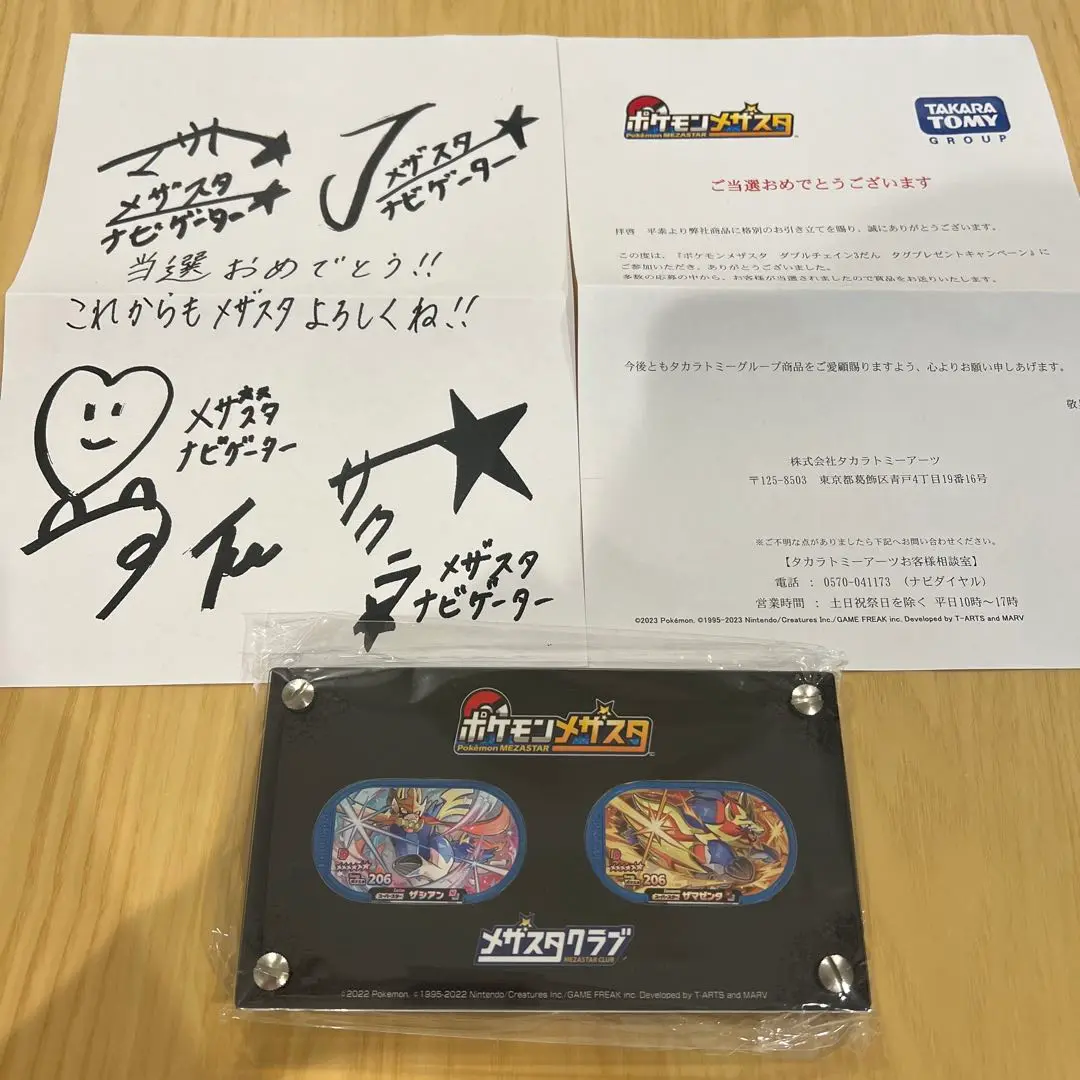 マサ
メザスタ
ナビゲーター
J
メザスタ
ナビゲーター
当選おめでとう!!
これからもメザスタよろしくね!!
メザスタ
ナビゲーター
サクラ
メザスタ
ナビゲーター
ポケモンメザスタ
Pokémon MEZASTAR
TAKARA
TOMY
GROUP
ご当選おめでとうございます
拝啓 平素より弊社商品に格別のお引き立てを賜り、誠にありがとうございます。
この度は、『ポケモンメザスタ ダブルチェイン3だん タグプレゼントキャンペーン』に
ご参加いただき、ありがとうございました。
多数の応募の中から、お客様が当選されましたので賞品をお送りいたします。
今後ともタカラトミーグループ商品をご愛顧賜りますよう、心よりお願い申しあげます。
敬
株式会社タカラトミーアーツ
〒125-8503 東京都葛飾区青戸4丁目19番16号
※ご不明な点がありましたら下記へお問い合わせください。
【タカラトミーアーツお客様相談室】
電話 : 0570-041173 (ナビダイヤル)
営業時間 : 土日祝祭日を除く 平日10時~17時
©2023 Pokémon. ©1995-2023 Nintendo/Creatures Inc./GAME FREAK inc. Developed by T-ARTS and MARV
ポケモンメザスタ
Pokémon MEZASTAR
206
スーパースター
ザシアン
206
スーパースター
ザマゼンタ
メザスタクラブ
MEZASTAR CLUB
©2022 Pokémon. ©1995-2022 Nintendo/Creatures Inc./GAME FREAK inc. Developed by T-ARTS and MARV